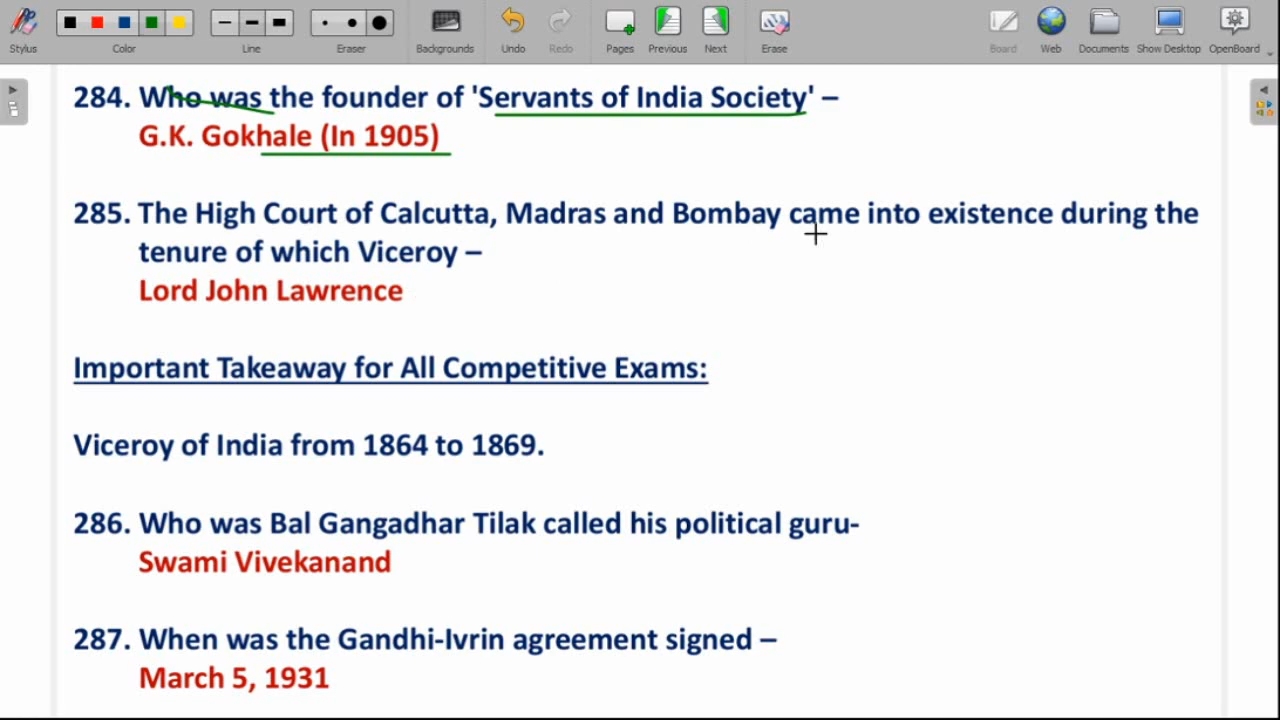 Stylus Color Line Eraser Backgrounds Undo Redo Pages Previous Next Erase Board Web Documents Show Desktop OpenBoard
284. Who was the founder of 'Servants of India Society' –
G.K. Gokhale (In 1905)
285. The High Court of Calcutta, Madras and Bombay came into existence during the
tenure of which Viceroy –
Lord John Lawrence
Important Takeaway for All Competitive Exams:
Viceroy of India from 1864 to 1869.
286. Who was Bal Gangadhar Tilak called his political guru-
Swami Vivekanand
287. When was the Gandhi-Ivrin agreement signed –
March 5, 1931